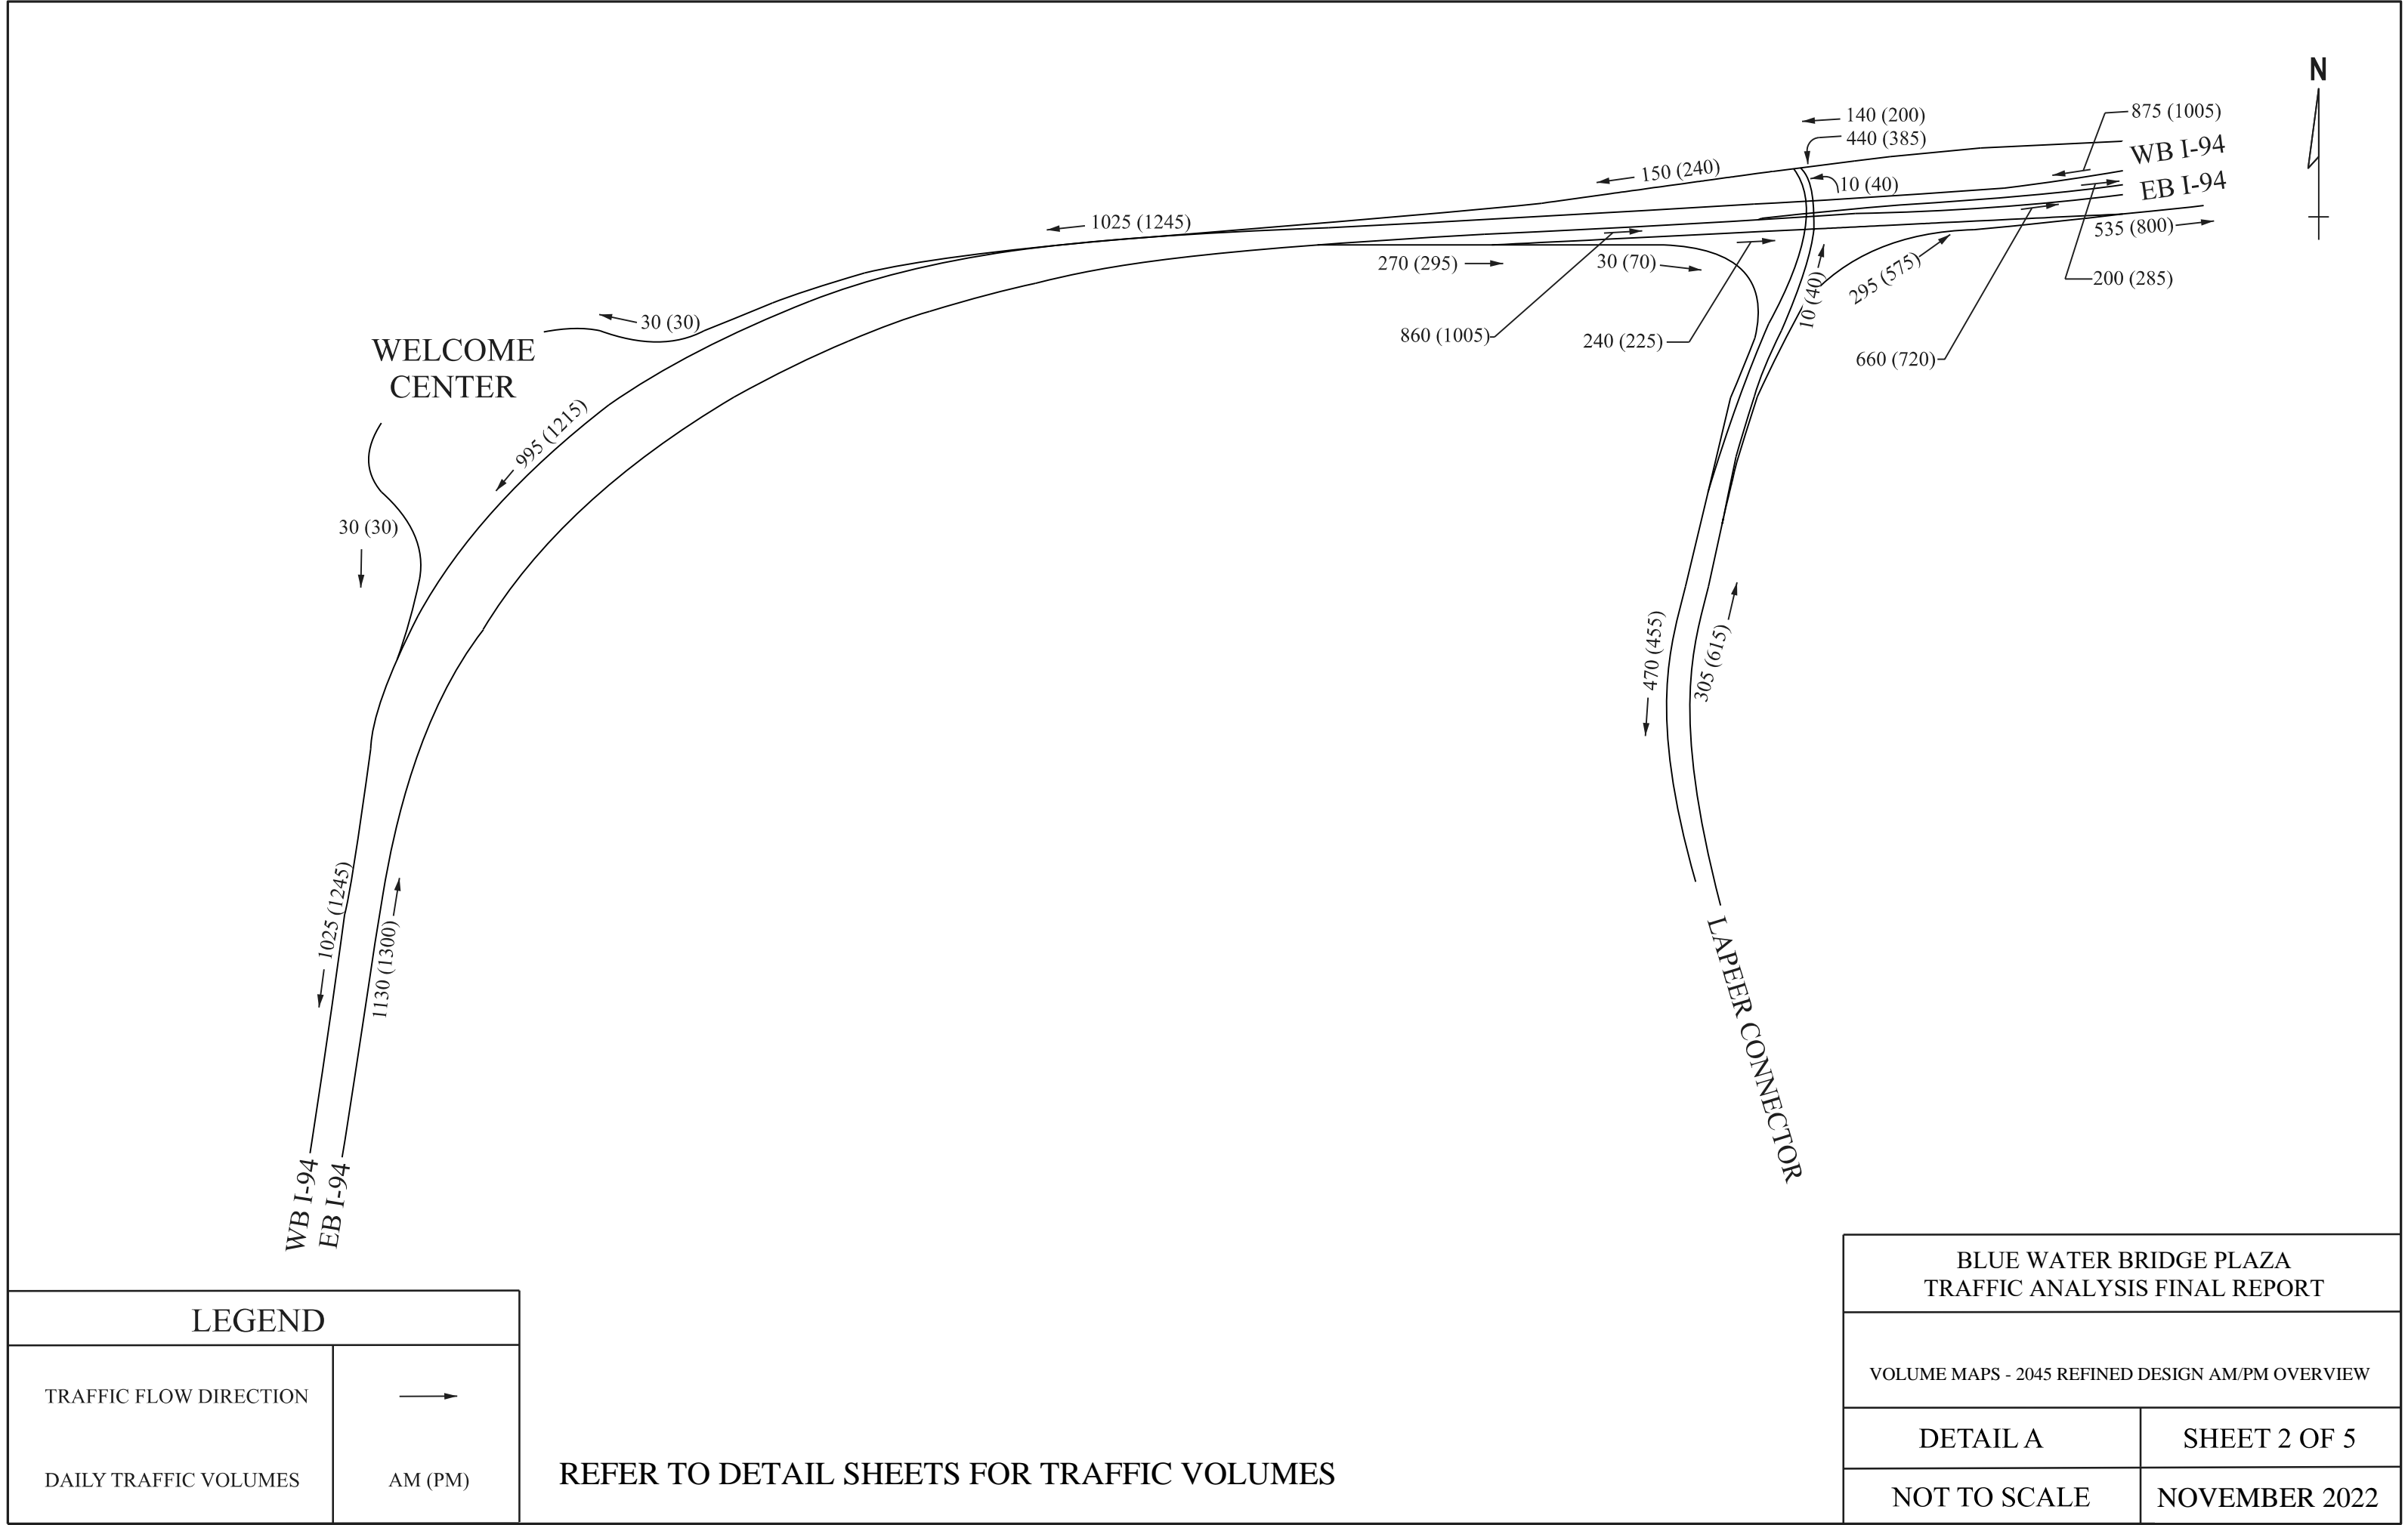 N
140 (200)
440 (385)
875 (1005)
WB I-94
150 (240)
10 (40)
EB I-94
1025 (1245)
535 (800)
270 (295)
30 (70)
10 (40)
295 (575)
200 (285)
30 (30)
860 (1005)
240 (225)
660 (720)
WELCOME
CENTER
995 (1215)
30 (30)
470 (455)
305 (615)
1025 (1245)
1130 (1300)
LAPEER CONNECTOR
WB I-94
EB I-94
LEGEND
TRAFFIC FLOW DIRECTION
DAILY TRAFFIC VOLUMES
AM (PM)
REFER TO DETAIL SHEETS FOR TRAFFIC VOLUMES
BLUE WATER BRIDGE PLAZA
TRAFFIC ANALYSIS FINAL REPORT
VOLUME MAPS - 2045 REFINED DESIGN AM/PM OVERVIEW
DETAIL A
SHEET 2 OF 5
NOT TO SCALE
NOVEMBER 2022